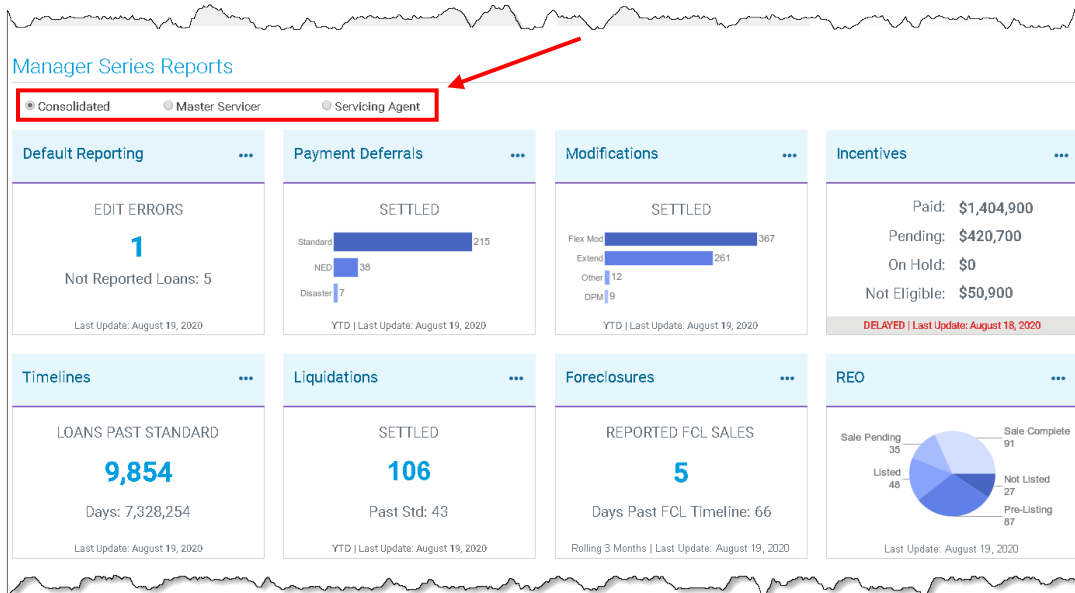 Manager Series Reports
Consolidated Master Servicer Servicing Agent
Default Reporting ...
EDIT ERRORS
1
Not Reported Loans: 5
Last Update: August 19, 2020
Payment Deferrals ...
SETTLED
Standard 215
NED 38
Disaster 7
YTD | Last Update: August 19, 2020
Modifications ...
SETTLED
Flex Mod 367
Extend 261
Other 12
DPM 9
YTD | Last Update: August 19, 2020
Incentives ...
Paid: $1,404,900
Pending: $420,700
On Hold: $0
Not Eligible: $50,900
DELAYED | Last Update: August 18, 2020
Timelines ...
LOANS PAST STANDARD
9,854
Days: 7,328,254
Last Update: August 19, 2020
Liquidations ...
SETTLED
106
Past Std: 43
YTD | Last Update: August 19, 2020
Foreclosures ...
REPORTED FCL SALES
5
Days Past FCL Timeline: 66
Rolling 3 Months | Last Update: August 19, 2020
REO ...
Sale Pending
35
Listed
48
Sale Complete
91
Not Listed
27
Pre-Listing
87
Last Update: August 19, 2020